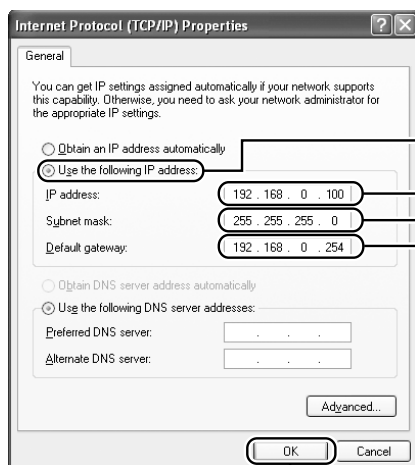 Internet Protocol (TCP/IP) Properties
General
You can get IP settings assigned automatically if your network supports
this capability. Otherwise, you need to ask your network administrator for
the appropriate IP settings.
Obtain an IP address automatically
Use the following IP address:
IP address: 192 . 168 . 0 . 100
Subnet mask: 255 . 255 . 255 . 0
Default gateway: 192 . 168 . 0 . 254
Obtain DNS server address automatically
Use the following DNS server addresses:
Preferred DNS server: . . .
Alternate DNS server: . . .
Advanced...
OK Cancel